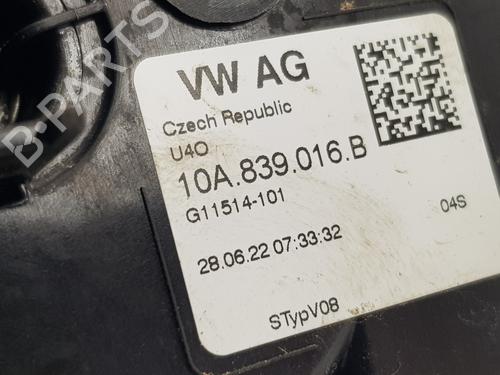 VW AG
Czech Republic
U4O
10A.839.016.B
G11514-101
04S
28.06.22 07:33:32
STypV08
B-PARTS